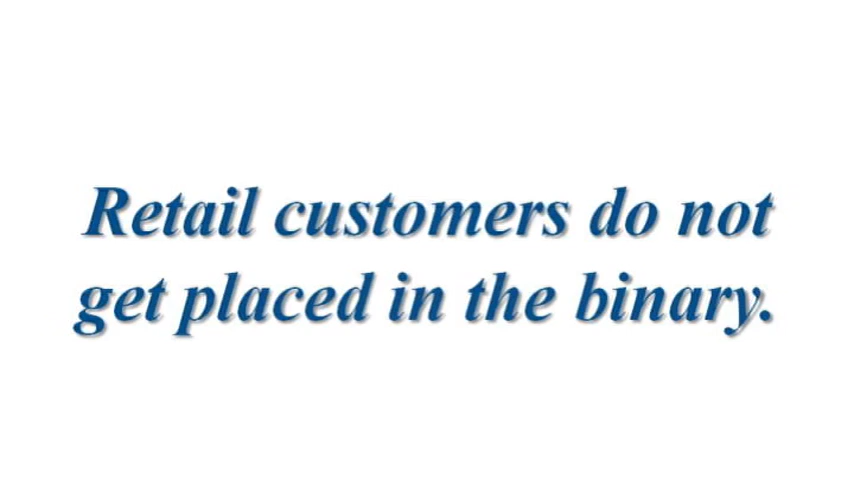 Retail customers do not
get placed in the binary.